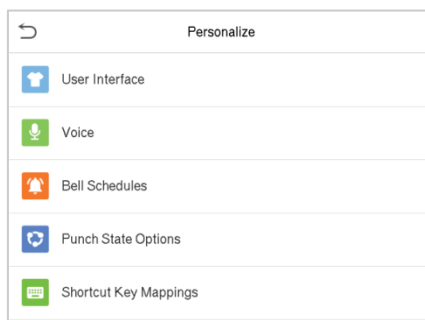 Personalize
User Interface
Voice
Bell Schedules
Punch State Options
Shortcut Key Mappings